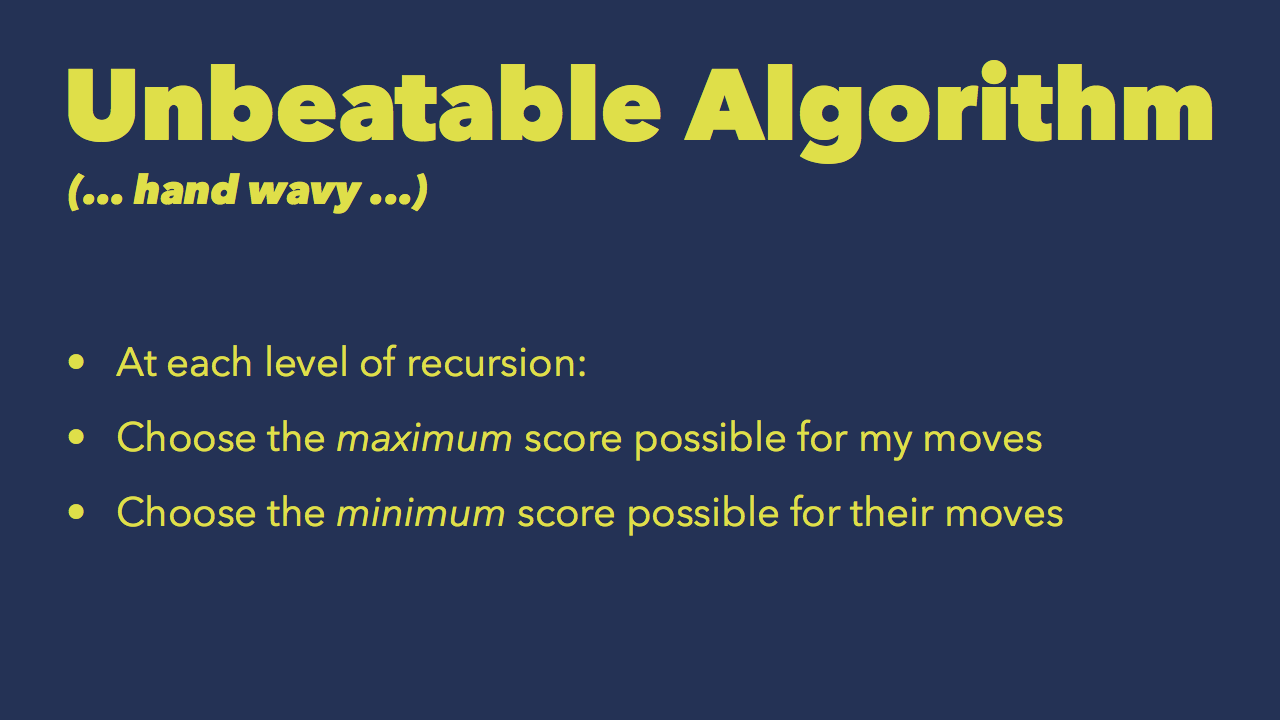 Unbeatable Algorithm
(... hand wavy ...)
• At each level of recursion:
• Choose the maximum score possible for my moves
• Choose the minimum score possible for their moves